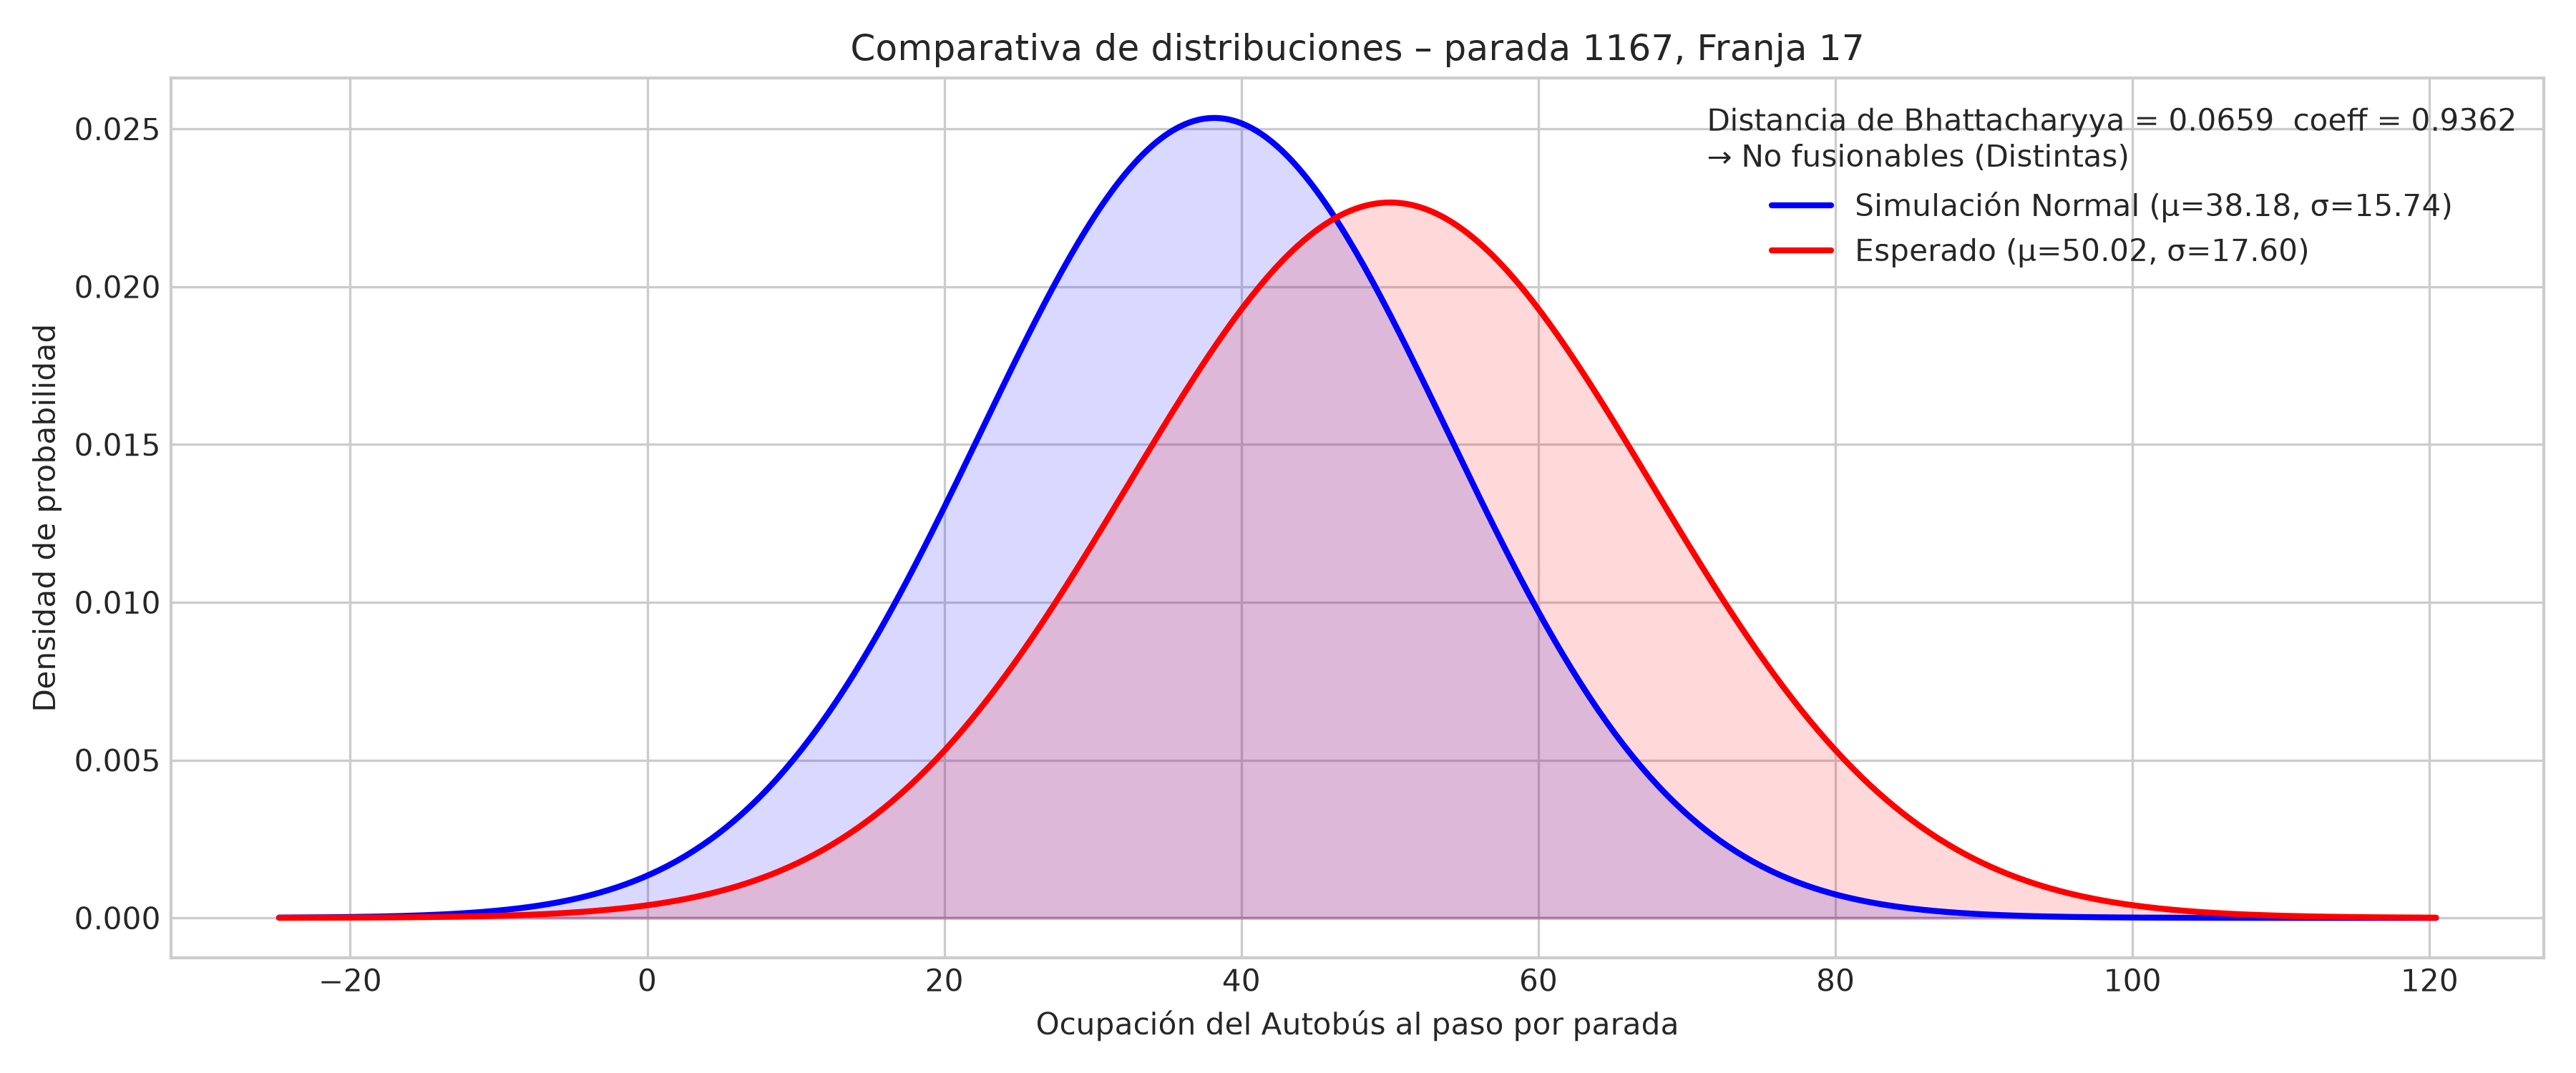 Comparativa de distribuciones – parada 1167, Franja 17
Distancia de Bhattacharyya = 0.0659  coeff = 0.9362
→ No fusionables (Distintas)
Simulación Normal (μ=38.18, σ=15.74)
Esperado (μ=50.02, σ=17.60)
Densidad de probabilidad
0.025
0.020
0.015
0.010
0.005
0.000
−20 0 20 40 60 80 100 120
Ocupación del Autobús al paso por parada